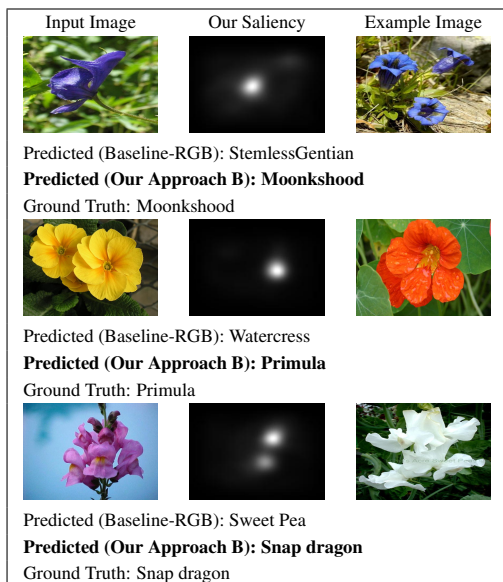 Input Image Our Saliency Example Image
Predicted (Baseline-RGB): StemlessGentian
Predicted (Our Approach B): Moonkshood
Ground Truth: Moonkshood
Predicted (Baseline-RGB): Watercress
Predicted (Our Approach B): Primula
Ground Truth: Primula
Predicted (Baseline-RGB): Sweet Pea
Predicted (Our Approach B): Snap dragon
Ground Truth: Snap dragon